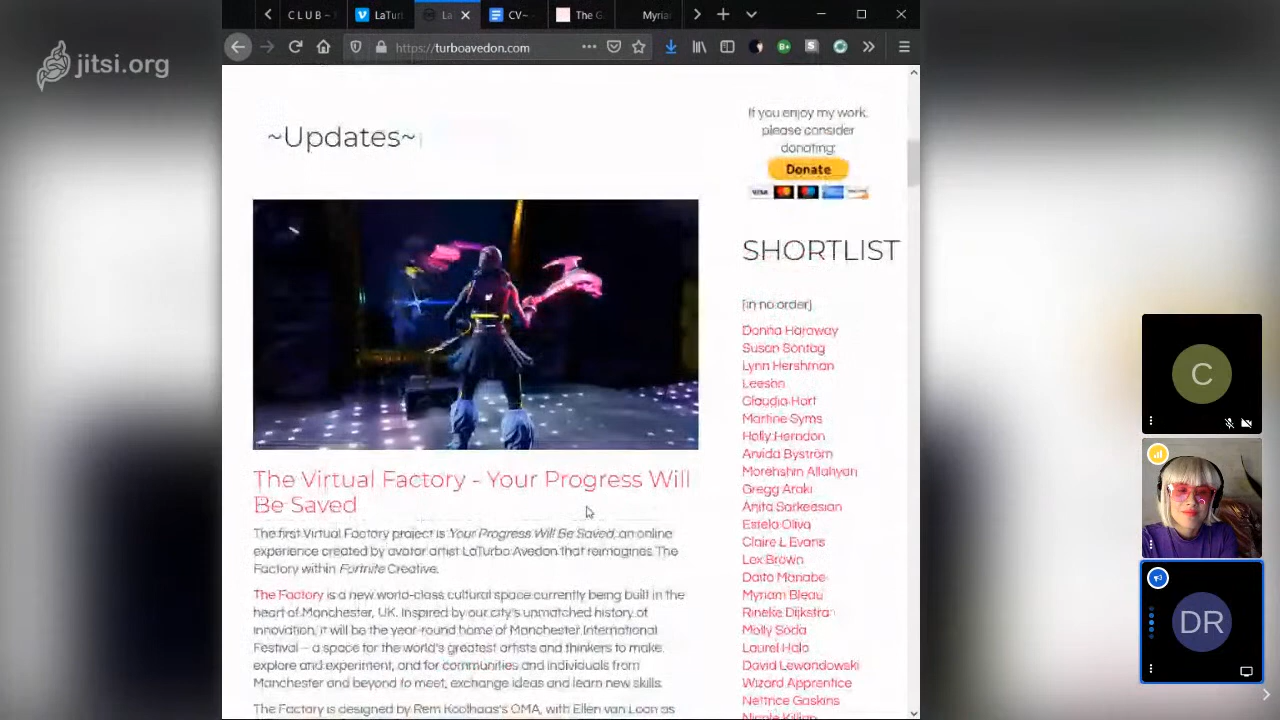 jitsi.org
C L U B ~
LaTur
La
CV~
The G
Myria
https://turboavedon.com
If you enjoy my work,
please consider
donating:
Donate
VISA
~Updates~
SHORTLIST
[in no order]
Donna Haraway
Susan Sontag
Lynn Hershman
Leeson
Claudia Hart
Martine Syms
Holly Herndon
Arvida Byström
Morehshin Allahyari
Gregg Araki
Anita Sarkeesian
Estela Oliva
Claire L Evans
Lex Brown
Daito Manabe
Myriam Bleau
Rineke Dijkstra
Molly Soda
Laurel Halo
David Lewandowski
Wizard Apprentice
Nettrice Gaskins
The Virtual Factory - Your Progress Will
Be Saved
The first Virtual Factory project is Your Progress Will Be Saved, an online
experience created by avatar artist LaTurbo Avedon that reimagines The
Factory within Fortnite Creative.
The Factory is a new world-class cultural space currently being built in the
heart of Manchester, UK. Inspired by our city's unmatched history of
innovation, it will be the year-round home of Manchester International
Festival – a space for the world's greatest artists and thinkers to make,
explore and experiment, and for communities and individuals from
Manchester and beyond to meet, exchange ideas and learn new skills.
The Factory is designed by Rem Koolhaas's OMA, with Ellen van Loon as
C
DR